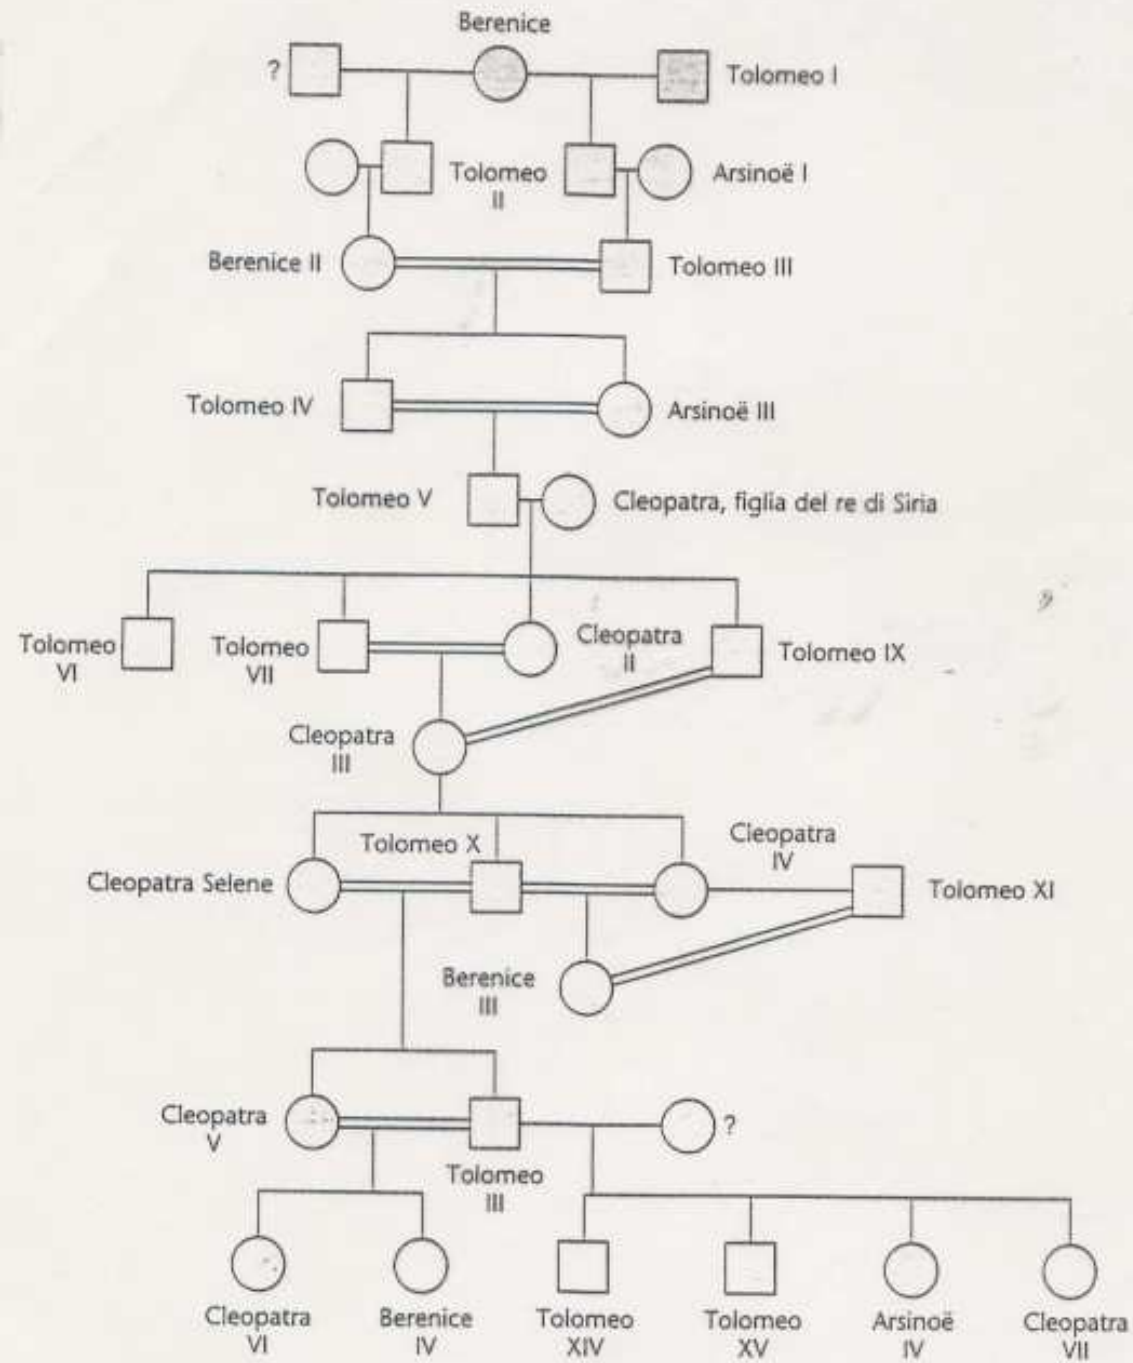 Berenice
?
Tolomeo I
Tolomeo
II
Arsinoë I
Berenice II
Tolomeo III
Tolomeo IV
Arsinoë III
Tolomeo V
Cleopatra, figlia del re di Siria
Tolomeo
VI
Tolomeo
VII
Cleopatra
II
Tolomeo IX
Cleopatra
III
Tolomeo X
Cleopatra
IV
Cleopatra Selene
Tolomeo XI
Berenice
III
Cleopatra
V
?
Tolomeo
III
Cleopatra
VI
Berenice
IV
Tolomeo
XIV
Tolomeo
XV
Arsinoë
IV
Cleopatra
VII